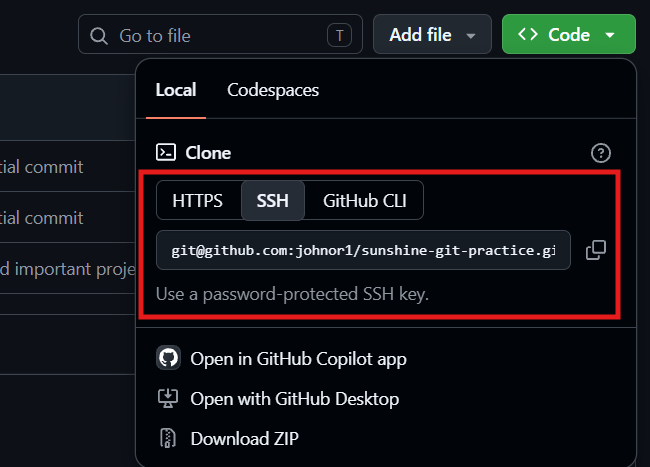 Go to file T Add file Code
Local Codespaces
Clone
HTTPS SSH GitHub CLI
git@github.com:johnor1/sunshine-git-practice.gi
Use a password-protected SSH key.
Open in GitHub Copilot app
Open with GitHub Desktop
Download ZIP
tial commit
tial commit
d important proje